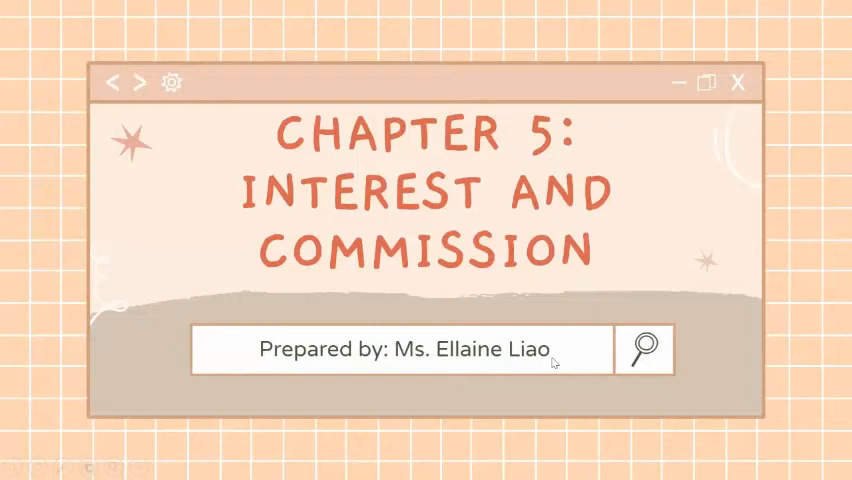 CHAPTER 5:
INTEREST AND
COMMISSION
Prepared by: Ms. Ellaine Liao